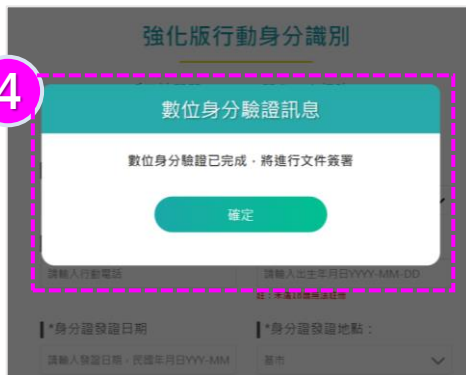 強化版行動身分識別
4
數位身分驗證訊息
數位身分驗證已完成，將進行文件簽署
確定
請輸入行動電話
請輸入出生年月日YYYY-MM-DD
*身分證發證日期
*身分證發證地點：
請輸入發證日期，民國年月日YYY-MM
基市